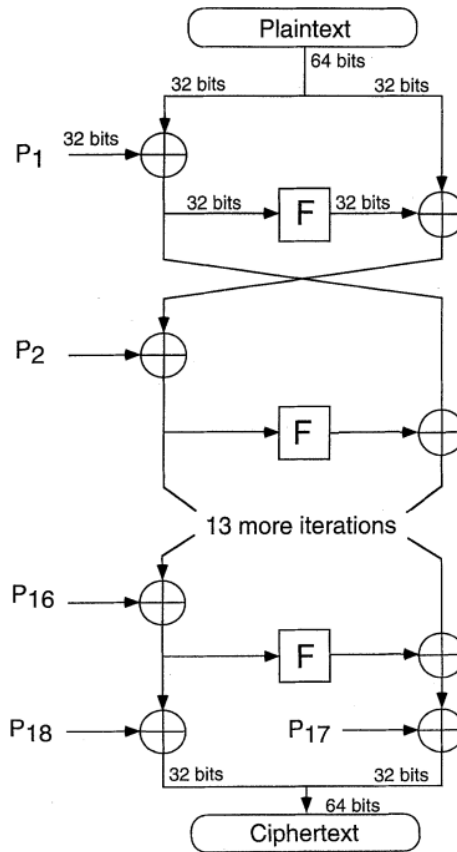 Plaintext
64 bits
32 bits 32 bits
P1 32 bits
32 bits F 32 bits
P2
F
13 more iterations
P16
F
P18 P17
32 bits 32 bits
64 bits
Ciphertext